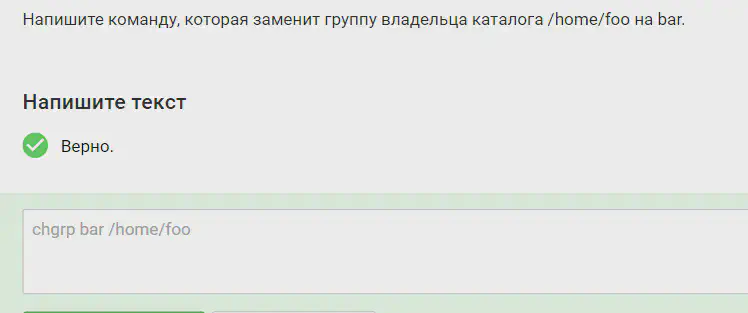 Напишите команду, которая заменит группу владельца каталога /home/foo на bar.
Напишите текст
Верно.
chgrp bar /home/foo